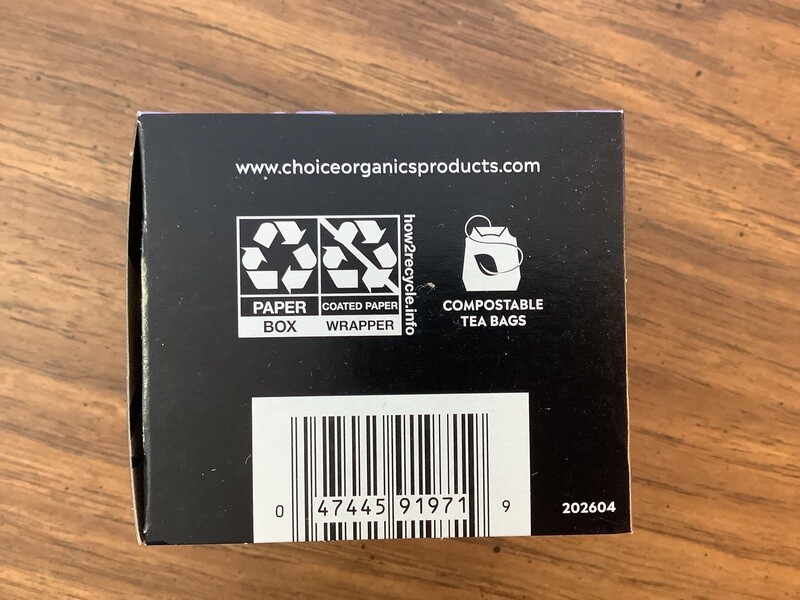 www.choiceorganicsproducts.com
PAPER
BOX
COATED PAPER
WRAPPER
how2recycle.info
COMPOSTABLE
TEA BAGS
0 47445 91971 9
202604